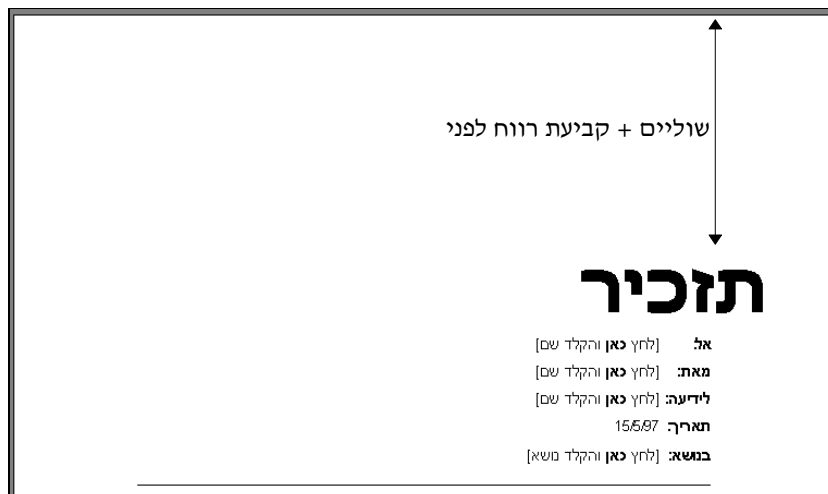 שוליים + קביעת רווח לפני
תזכיר
אל: [לחץ כאן והקלד שם]
מאת: [לחץ כאן והקלד שם]
לידיעה: [לחץ כאן והקלד שם]
תאריך: 15/5/97
בנושא: [לחץ כאן והקלד נושא]